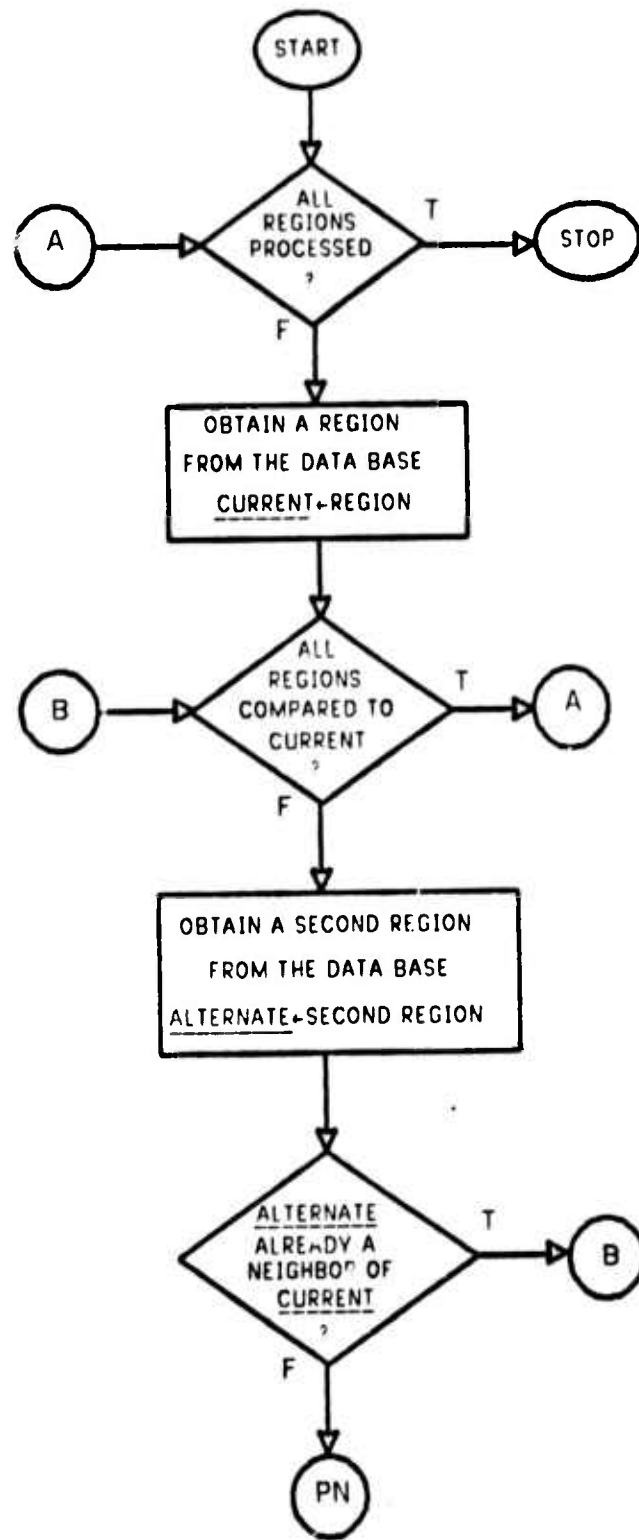 START
ALL
REGIONS
PROCESSED
?
T
STOP
A
F
OBTAIN A REGION
FROM THE DATA BASE
CURRENT←REGION
ALL
REGIONS
COMPARED TO
CURRENT
?
T
A
B
F
OBTAIN A SECOND REGION
FROM THE DATA BASE
ALTERNATE←SECOND REGION
ALTERNATE
ALREADY A
NEIGHBOR OF
CURRENT
?
T
B
F
PN